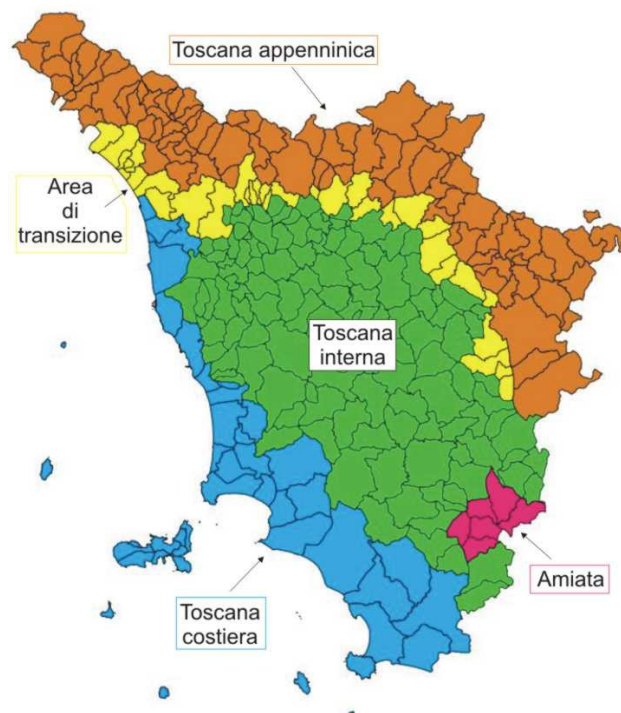 Toscana appenninica
Area
di
transizione
Toscana
interna
Amiata
Toscana
costiera